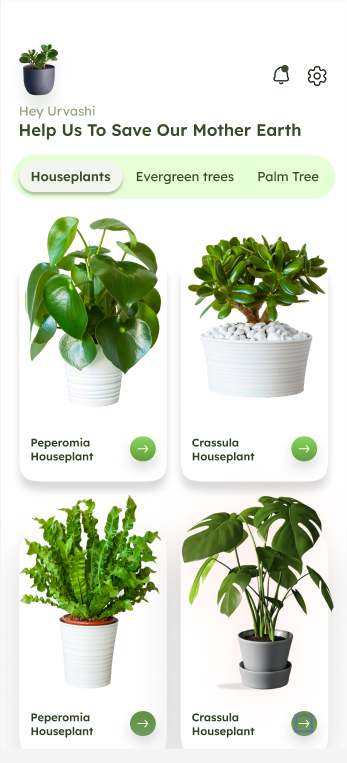 Hey Urvashi
Help Us To Save Our Mother Earth
Houseplants Evergreen trees Palm Tree
Peperomia
Houseplant
Crassula
Houseplant
Peperomia
Houseplant
Crassula
Houseplant